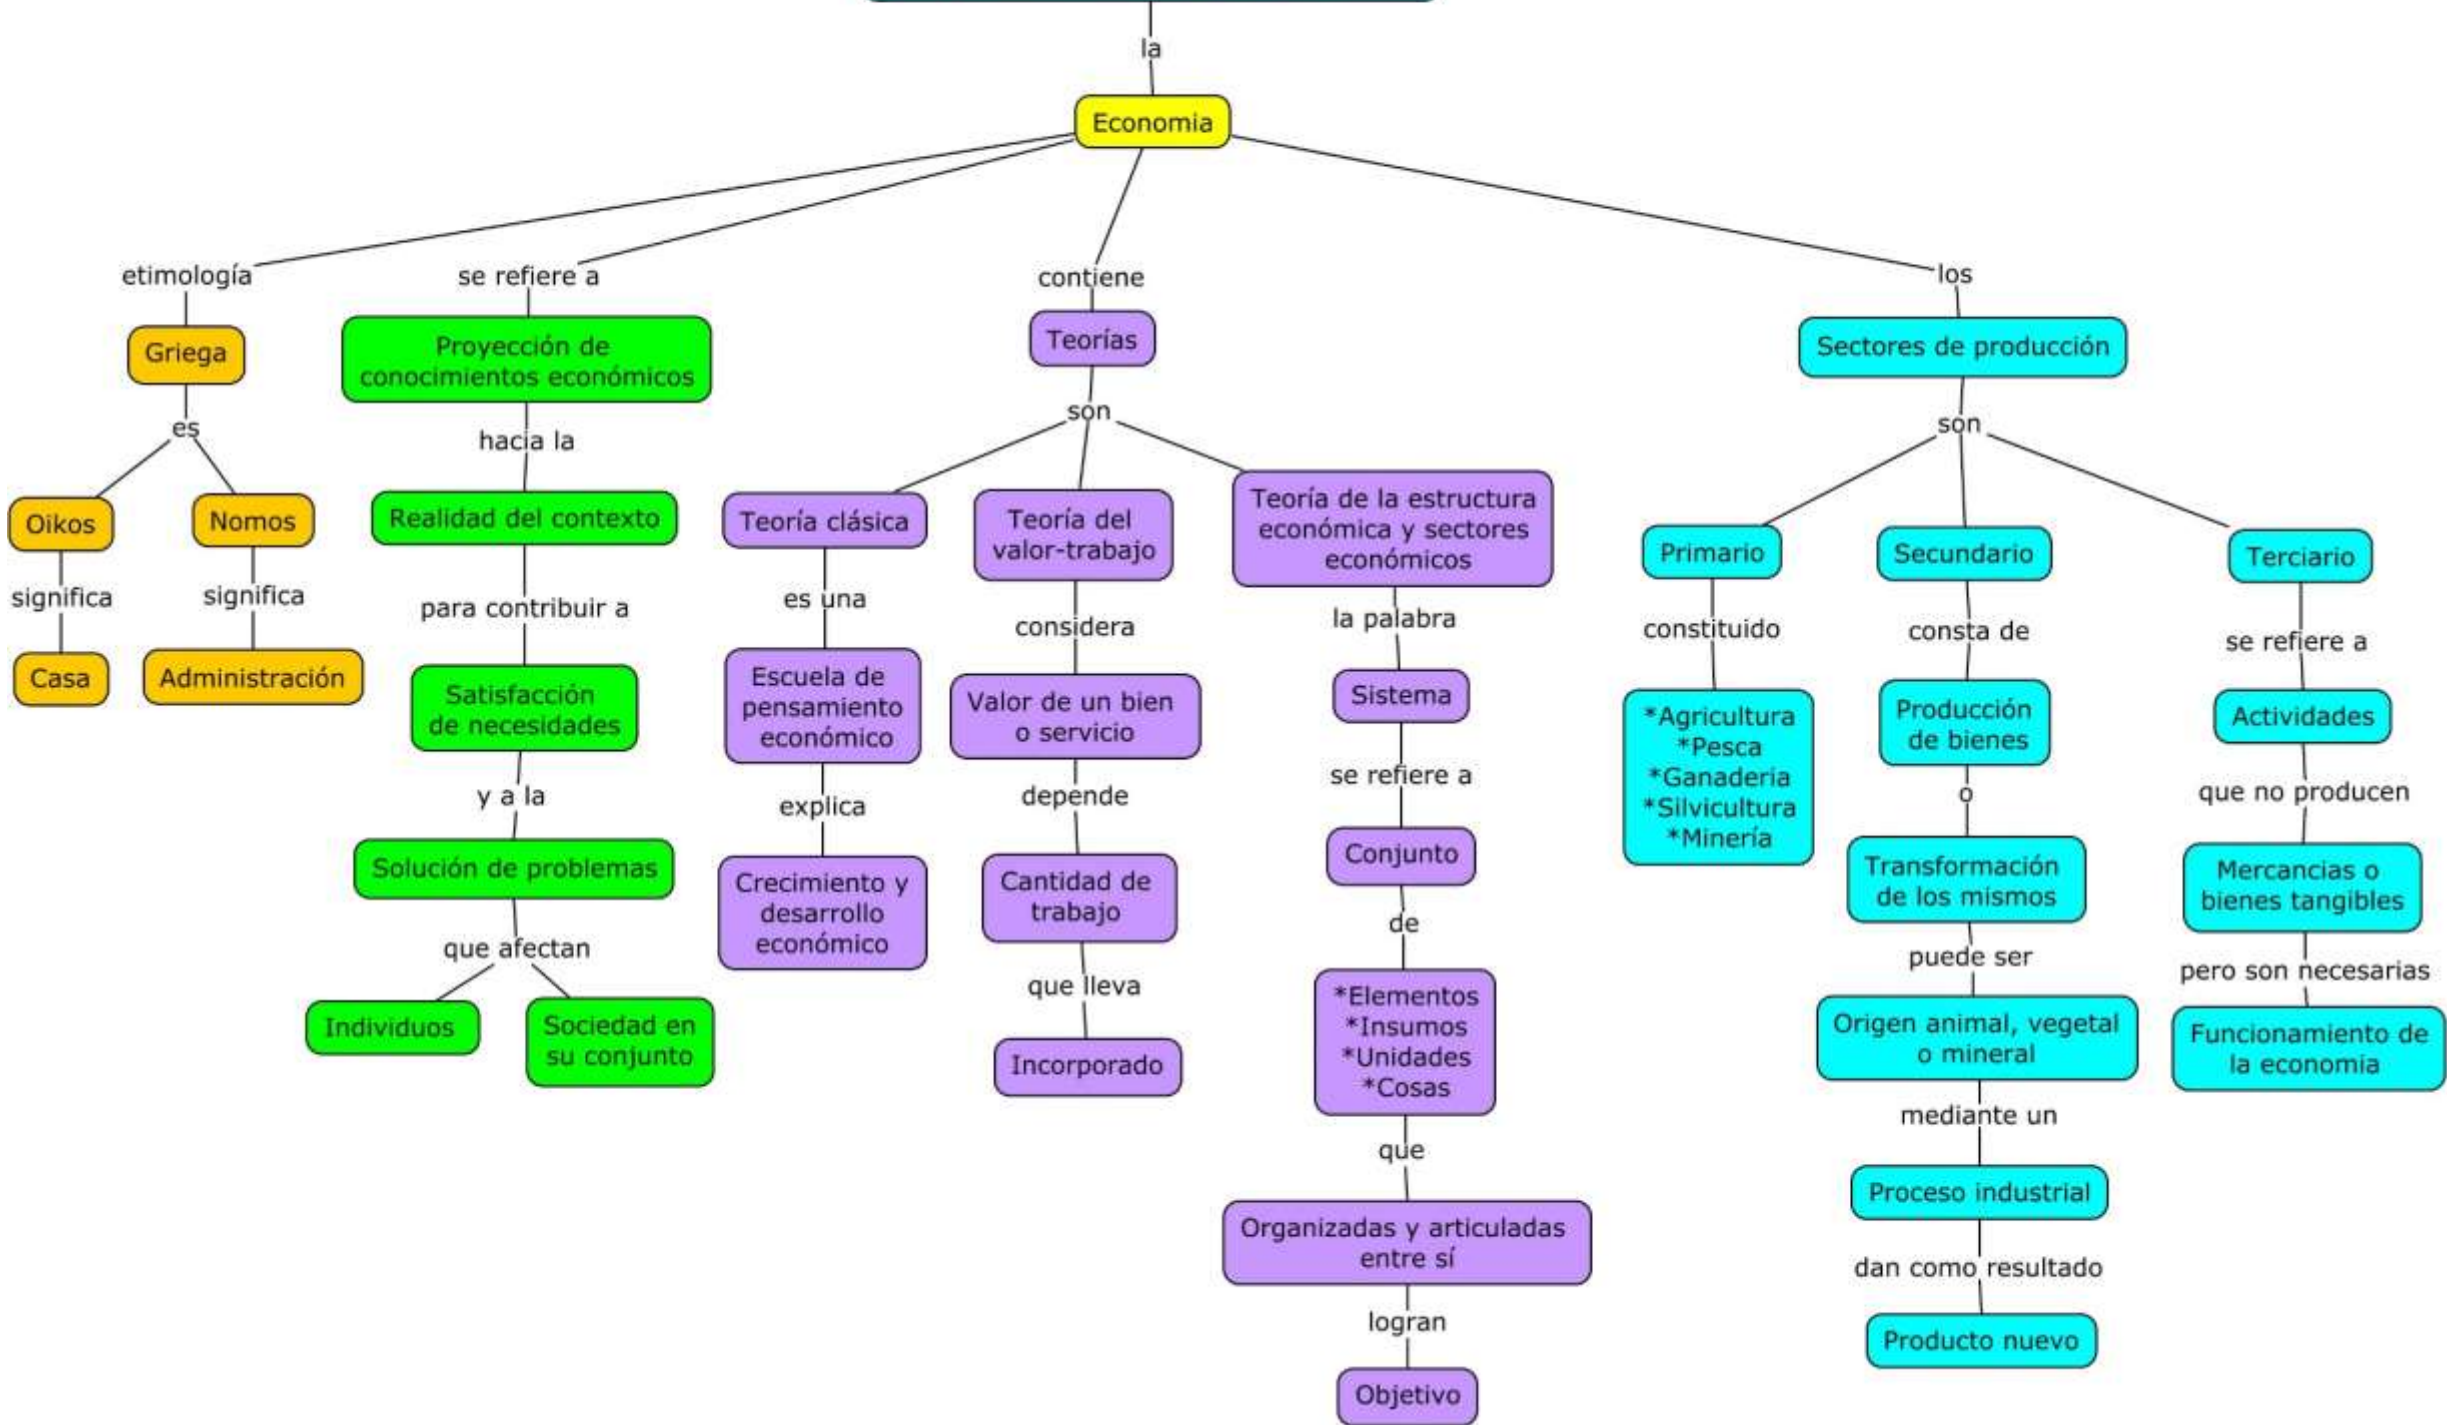 la
Economia
etimología
Griega
es
Oikos
significa
Casa
Nomos
significa
Administración
se refiere a
Proyección de
conocimientos económicos
hacia la
Realidad del contexto
para contribuir a
Satisfacción
de necesidades
y a la
Solución de problemas
que afectan
Individuos
Sociedad en
su conjunto
contiene
Teorías
son
Teoría clásica
es una
Escuela de
pensamiento
económico
explica
Crecimiento y
desarrollo
económico
Teoría del
valor-trabajo
considera
Valor de un bien
o servicio
depende
Cantidad de
trabajo
que lleva
Incorporado
Teoría de la estructura
económica y sectores
económicos
la palabra
Sistema
se refiere a
Conjunto
de
*Elementos
*Insumos
*Unidades
*Cosas
que
Organizadas y articuladas
entre sí
logran
Objetivo
los
Sectores de producción
son
Primario
constituido
*Agricultura
*Pesca
*Ganaderia
*Silvicultura
*Minería
Secundario
consta de
Producción
de bienes
o
Transformación
de los mismos
puede ser
Origen animal, vegetal
o mineral
mediante un
Proceso industrial
dan como resultado
Producto nuevo
Terciario
se refiere a
Actividades
que no producen
Mercancias o
bienes tangibles
pero son necesarias
Funcionamiento de
la economia